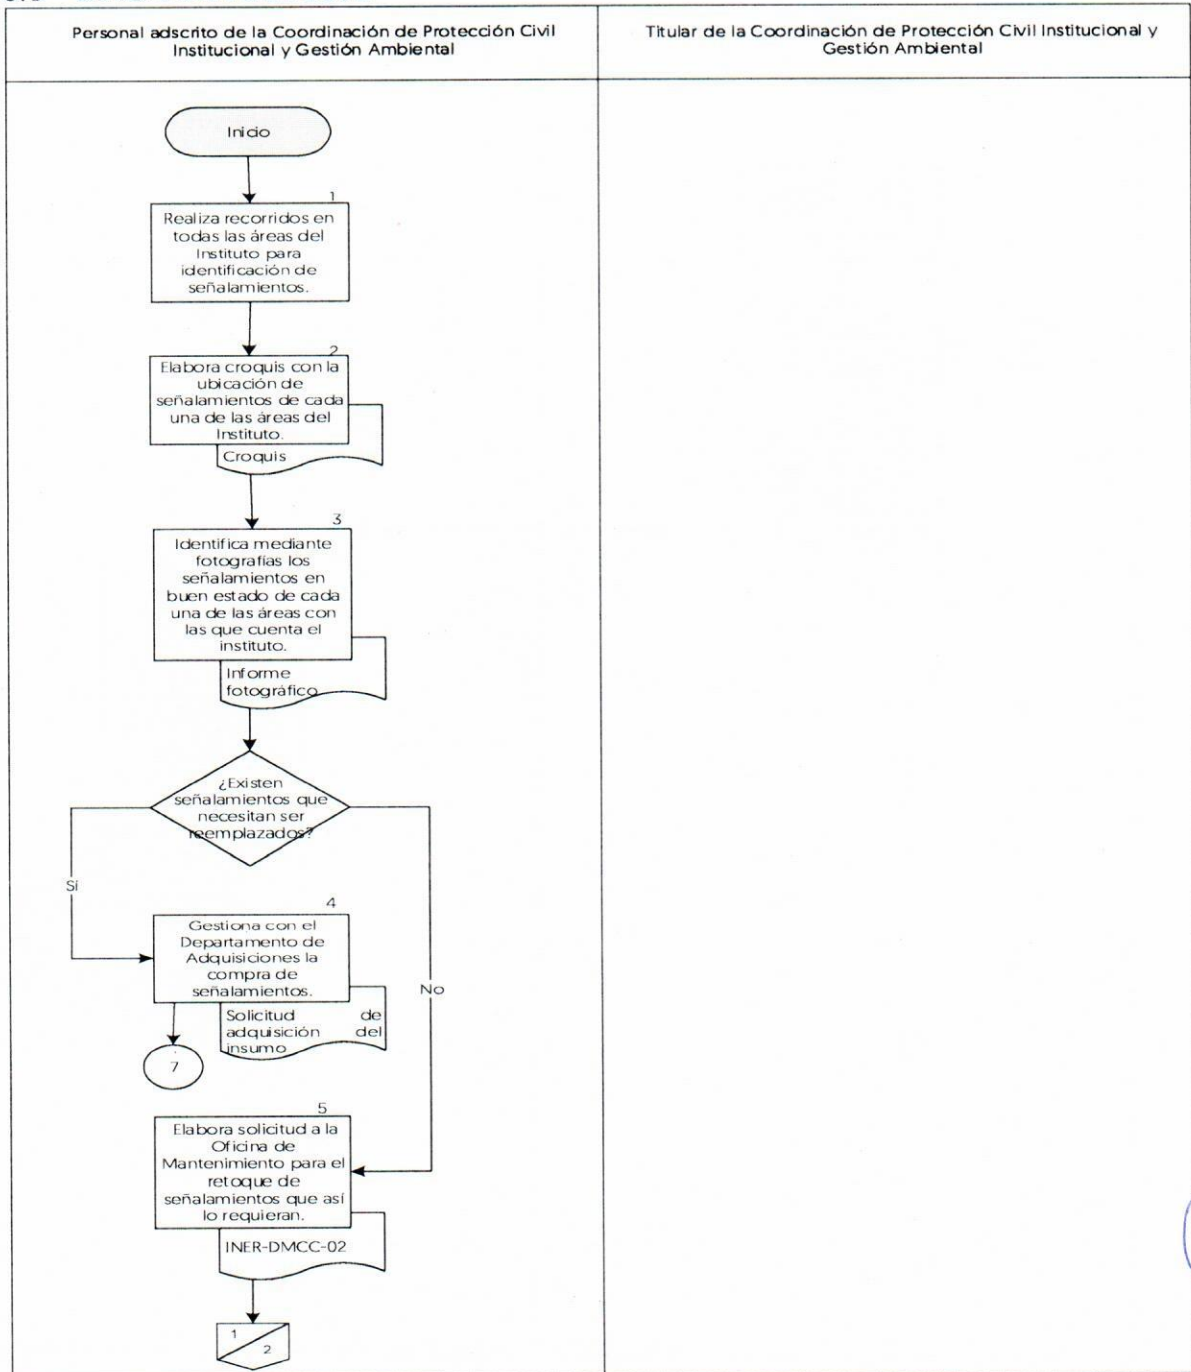 Personal adscrito de la Coordinación de Protección Civil
Institucional y Gestión Ambiental
Titular de la Coordinación de Protección Civil Institucional y
Gestión Ambiental
Inicio
1
Realiza recorridos en
todas las áreas del
Instituto para
identificación de
señalamientos.
2
Elabora croquis con la
ubicación de
señalamientos de cada
una de las áreas del
Instituto.
Croquis
3
Identifica mediante
fotografías los
señalamientos en
buen estado de cada
una de las áreas con
las que cuenta el
instituto.
Informe
fotográfico
¿Existen
señalamientos que
necesitan ser
reemplazados?
Sí
4
Gestiona con el
Departamento de
Adquisiciones la
compra de
señalamientos.
No
Solicitud de
adquisición del
insumo
7
5
Elabora solicitud a la
Oficina de
Mantenimiento para el
retoque de
señalamientos que así
lo requieran.
INER-DMCC-02
1
2